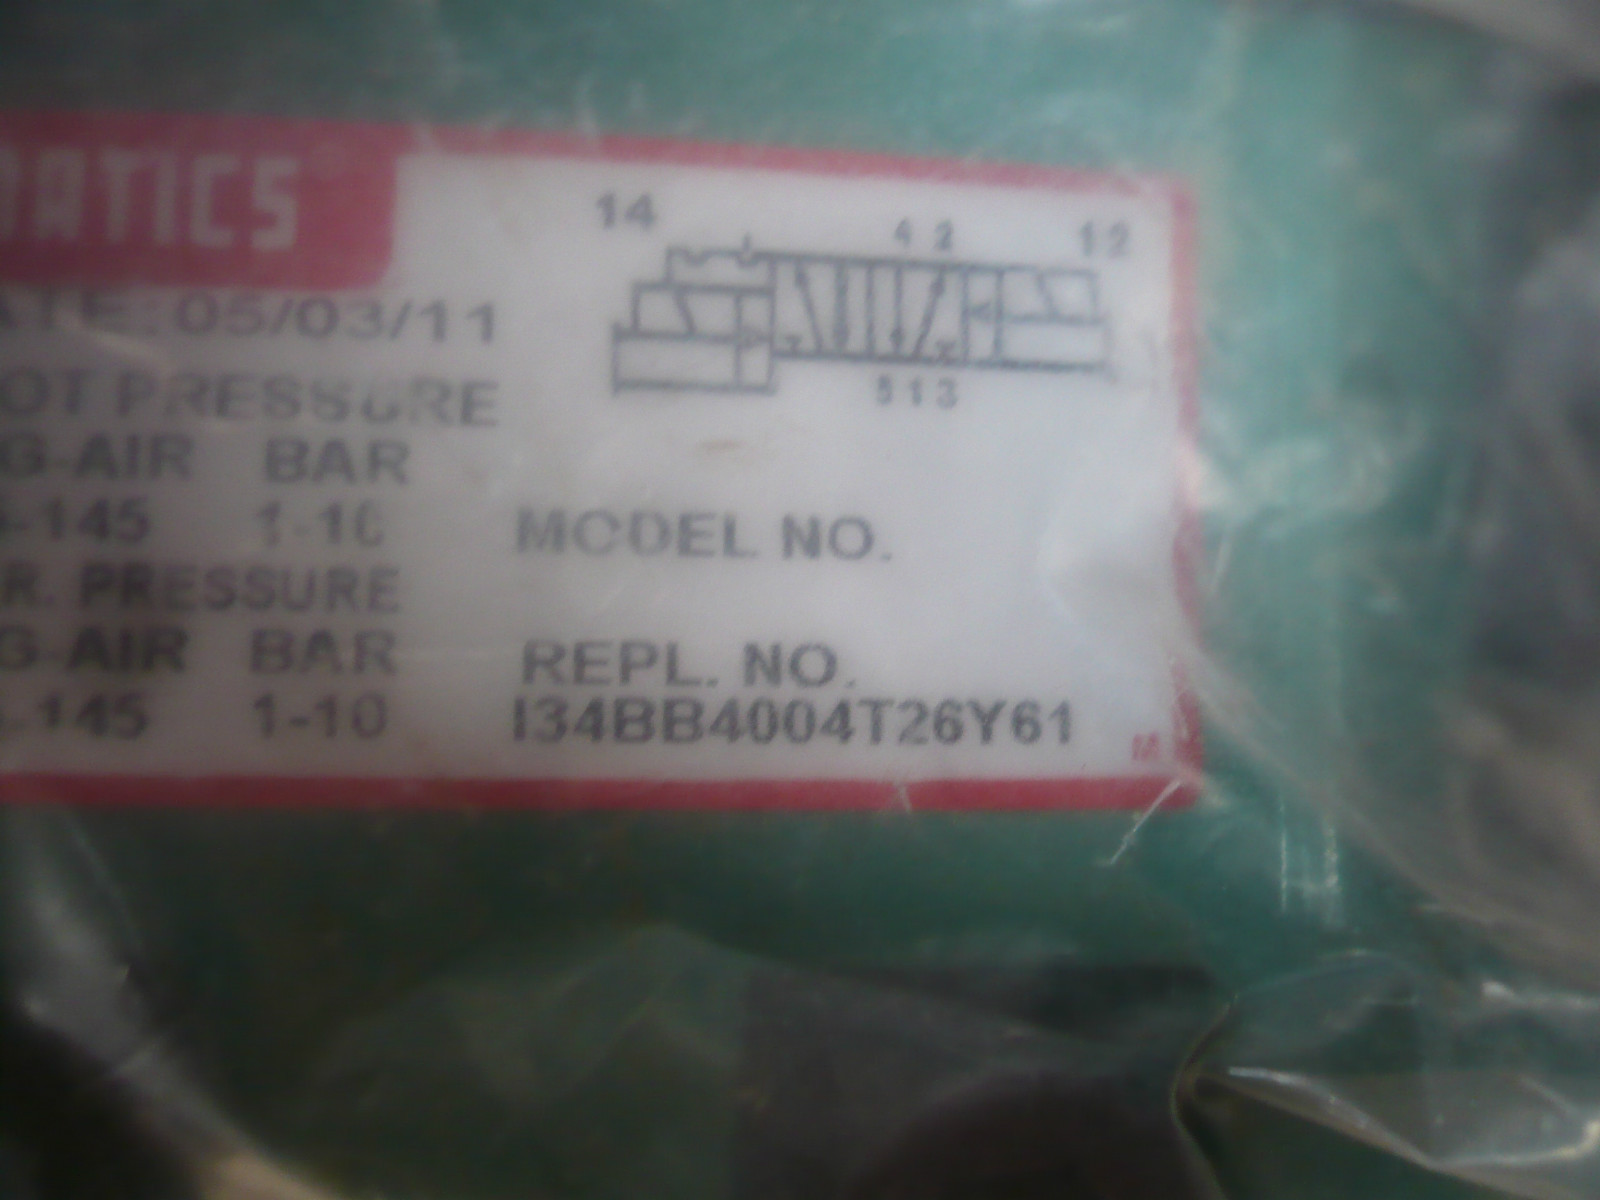 MATICS
14 4 2 12
ATE: 05/03/11
5 1 3
OT PRESSURE
G-AIR BAR
-145 1-10
MODEL NO.
R. PRESSURE
G-AIR BAR
REPL. NO.
-145 1-10
I34BB4004T26Y61
M